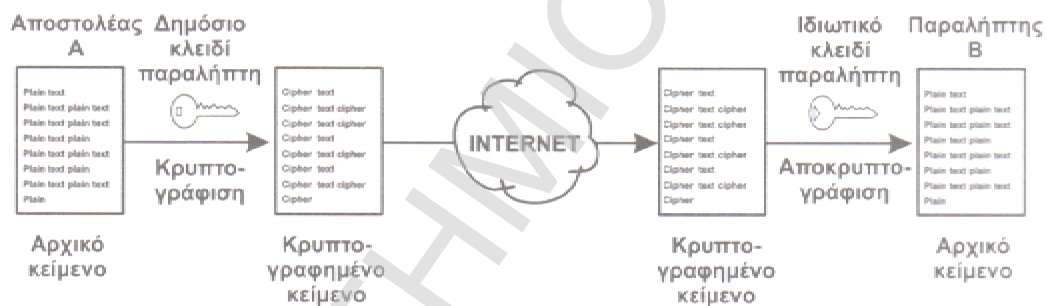 Αποστολέας
Α
Δημόσιο
κλειδί
παραλήπτη
Ιδιωτικό
κλειδί
παραλήπτη
Παραλήπτης
Β
Plain text
Plain text plain text
Plain text plain text
Plain text plain
Plain text plain text
Plain text plain
Plain text plain text
Plain
Κρυπτο-
γράφιση
Cipher text
Cipher text cipher
Cipher text cipher
Cipher text
Cipher text cipher
Cipher text
Cipher text cipher
Cipher
INTERNET
Cipher text
Cipher text cipher
Cipher text cipher
Cipher text
Cipher text cipher
Cipher text
Cipher text cipher
Cipher
Αποκρυπτο-
γράφιση
Plain text
Plain text plain text
Plain text plain text
Plain text plain
Plain text plain text
Plain text plain
Plain text plain text
Plain
Αρχικό
κείμενο
Κρυπτο-
γραφημένο
κείμενο
Κρυπτο-
γραφημένο
κείμενο
Αρχικό
κείμενο